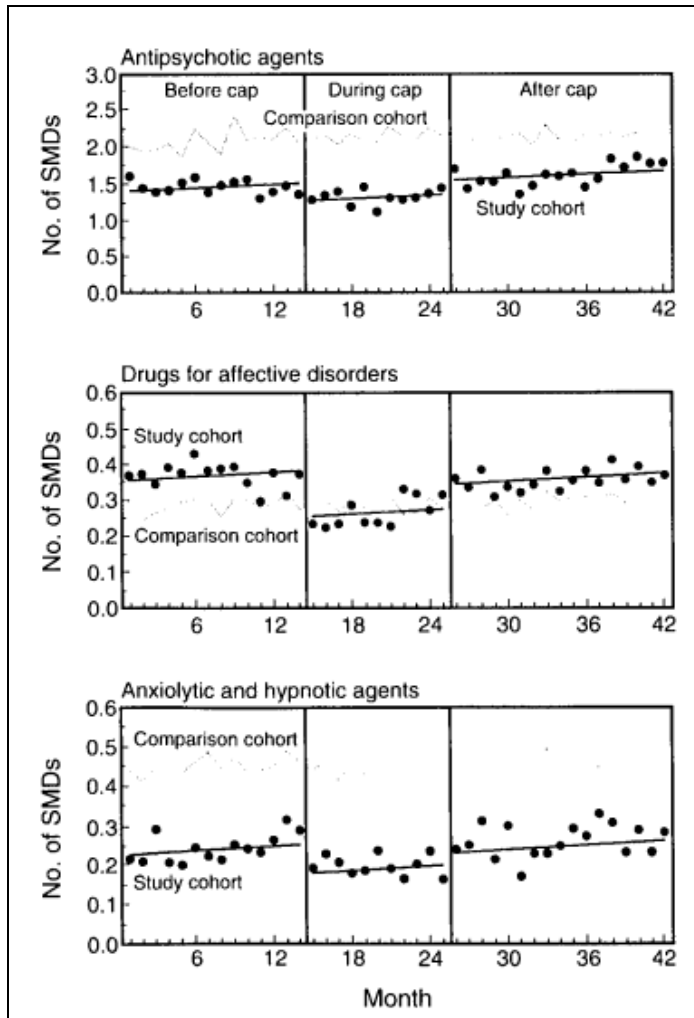 Antipsychotic agents
3.0
2.5
2.0
1.5
1.0
0.5
0.0
No. of SMDs
Before cap
During cap
After cap
Comparison cohort
Study cohort
6 12 18 24 30 36 42
Drugs for affective disorders
0.6
0.5
0.4
0.3
0.2
0.1
0.0
No. of SMDs
Study cohort
Comparison cohort
6 12 18 24 30 36 42
Anxiolytic and hypnotic agents
0.6
0.5
0.4
0.3
0.2
0.1
0.0
No. of SMDs
Comparison cohort
Study cohort
6 12 18 24 30 36 42
Month